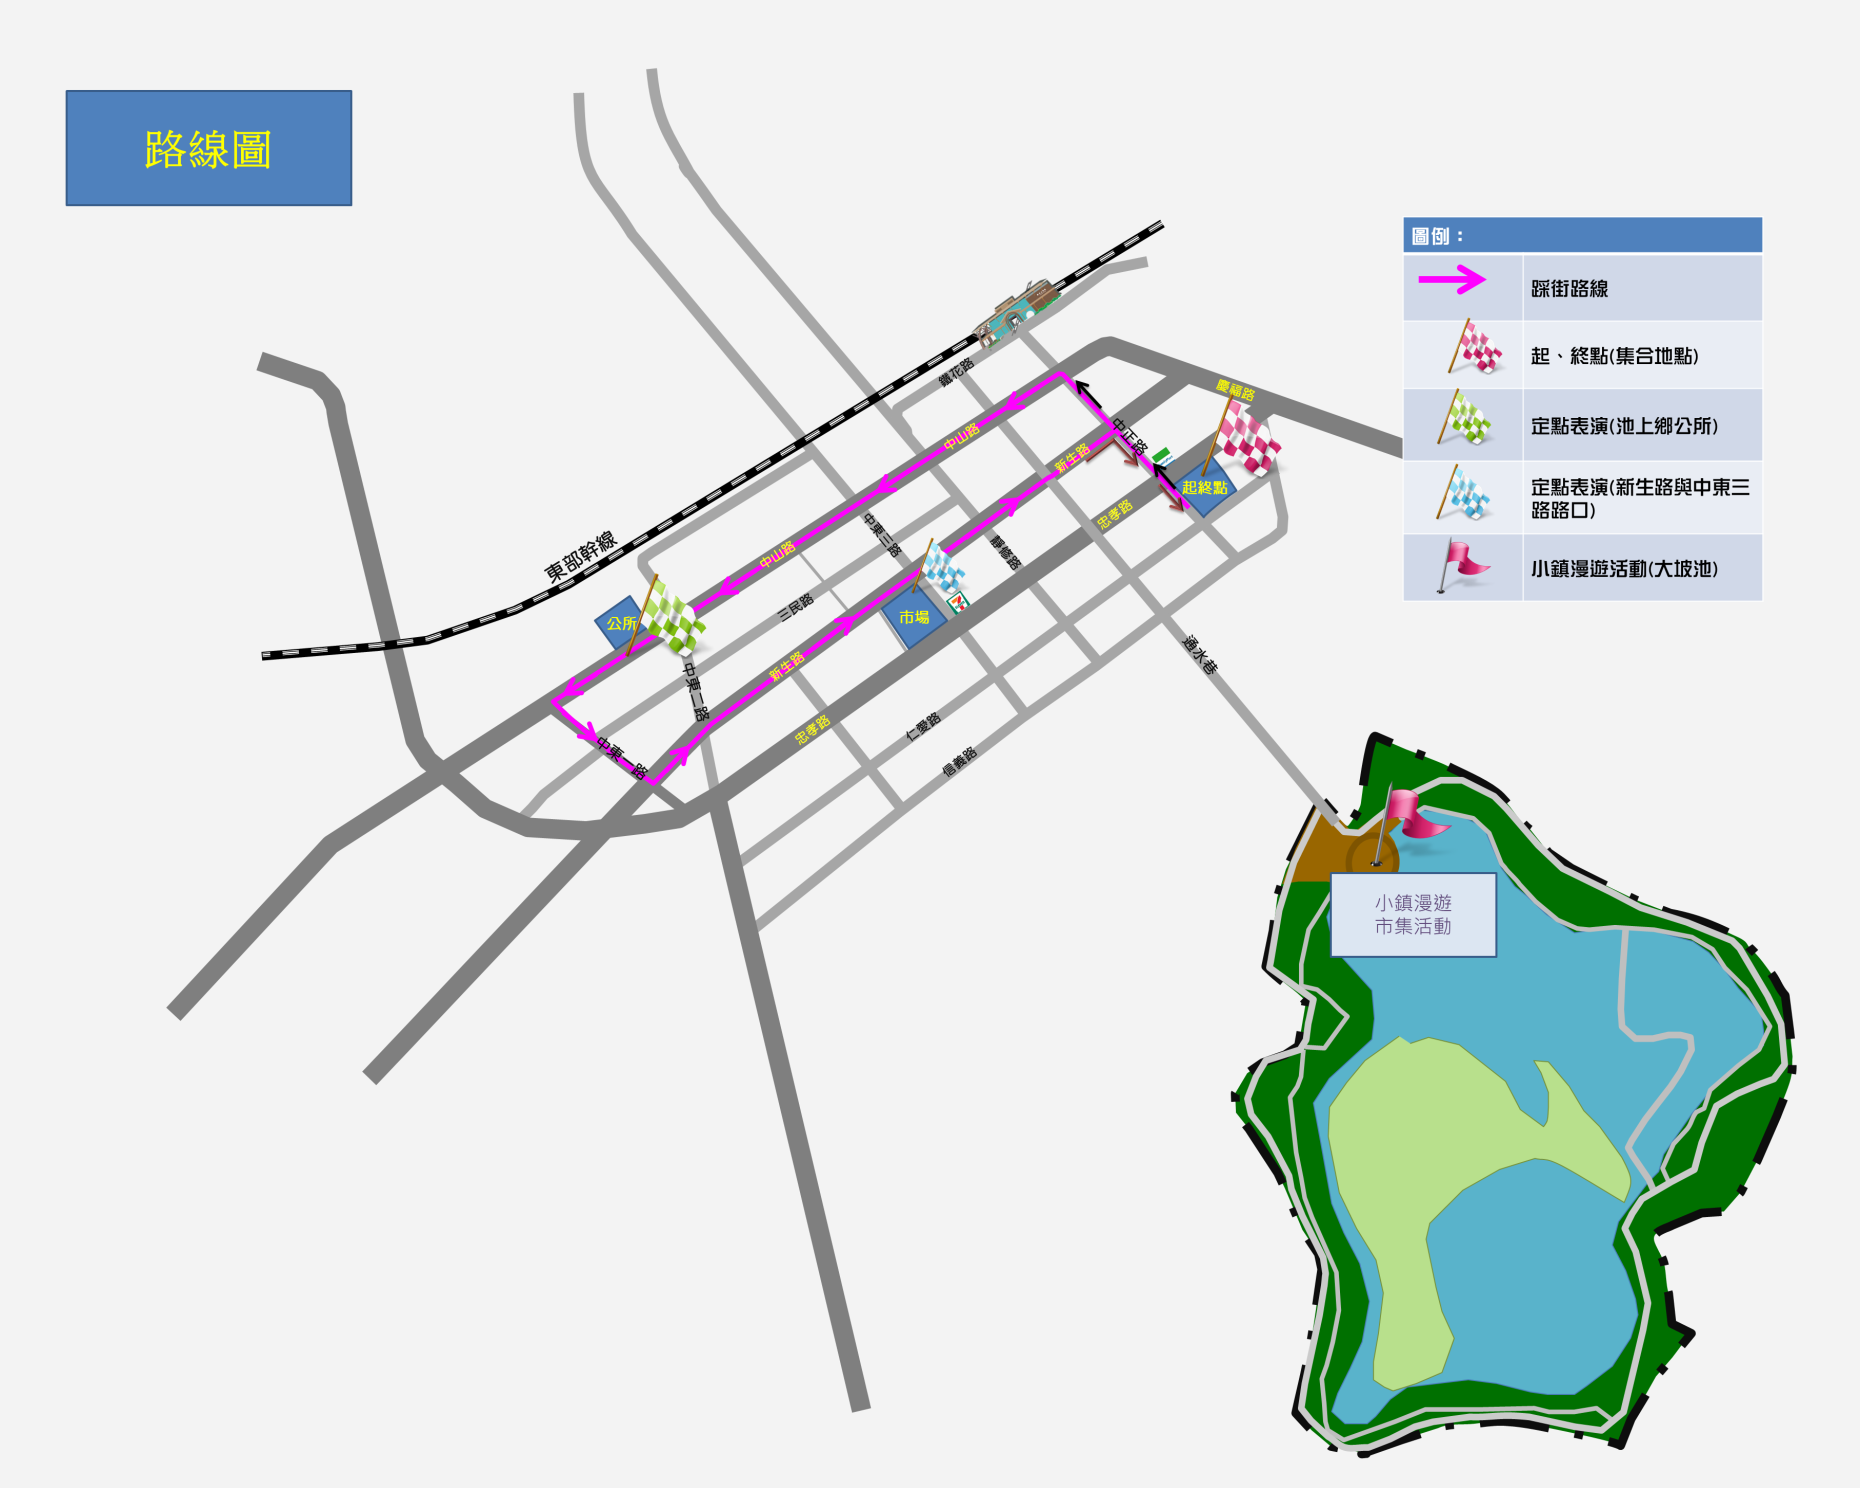 路線圖
圖例：
踩街路線
起、終點(集合地點)
定點表演(池上鄉公所)
定點表演(新生路與中東三
路路口)
小鎮漫遊活動(大坡池)
鐵花路
慶福路
中正路
中山路
新生路
起終點
忠孝路
東部幹線
中山路
中東三路
靜修路
三民路
公所
市場
7
通水巷
新生路
中東二路
忠孝路
仁愛路
中東一路
信義路
小鎮漫遊
市集活動